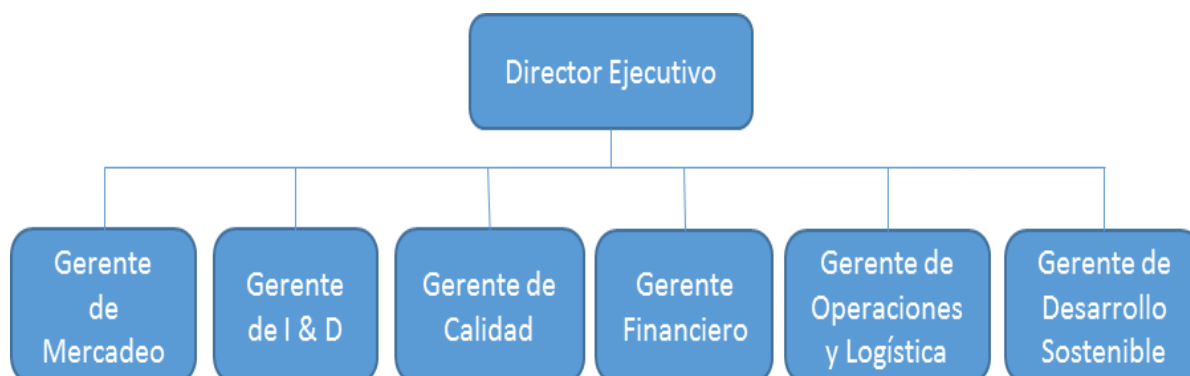 Director Ejecutivo
Gerente
de
Mercadeo
Gerente
de I & D
Gerente de
Calidad
Gerente
Financiero
Gerente de
Operaciones
y Logística
Gerente de
Desarrollo
Sostenible